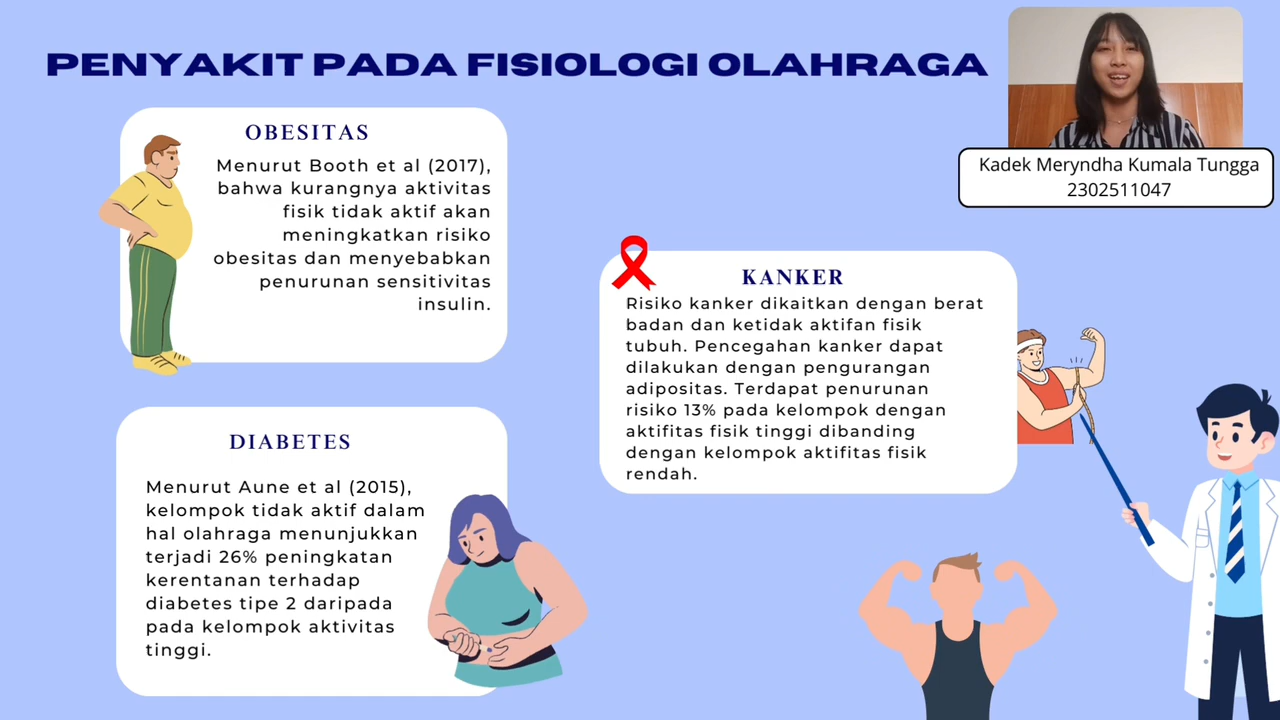 PENYAKIT PADA FISIOLOGI OLAHRAGA
Kadek Meryndha Kumala Tungga
2302511047
OBESITAS
Menurut Booth et al (2017),
bahwa kurangnya aktivitas
fisik tidak aktif akan
meningkatkan risiko
obesitas dan menyebabkan
penurunan sensitivitas
insulin.
KANKER
Risiko kanker dikaitkan dengan berat
badan dan ketidak aktifan fisik
tubuh. Pencegahan kanker dapat
dilakukan dengan pengurangan
adipositas. Terdapat penurunan
risiko 13% pada kelompok dengan
aktifitas fisik tinggi dibanding
dengan kelompok aktifitas fisik
rendah.
DIABETES
Menurut Aune et al (2015),
kelompok tidak aktif dalam
hal olahraga menunjukkan
terjadi 26% peningkatan
kerentanan terhadap
diabetes tipe 2 daripada
pada kelompok aktivitas
tinggi.